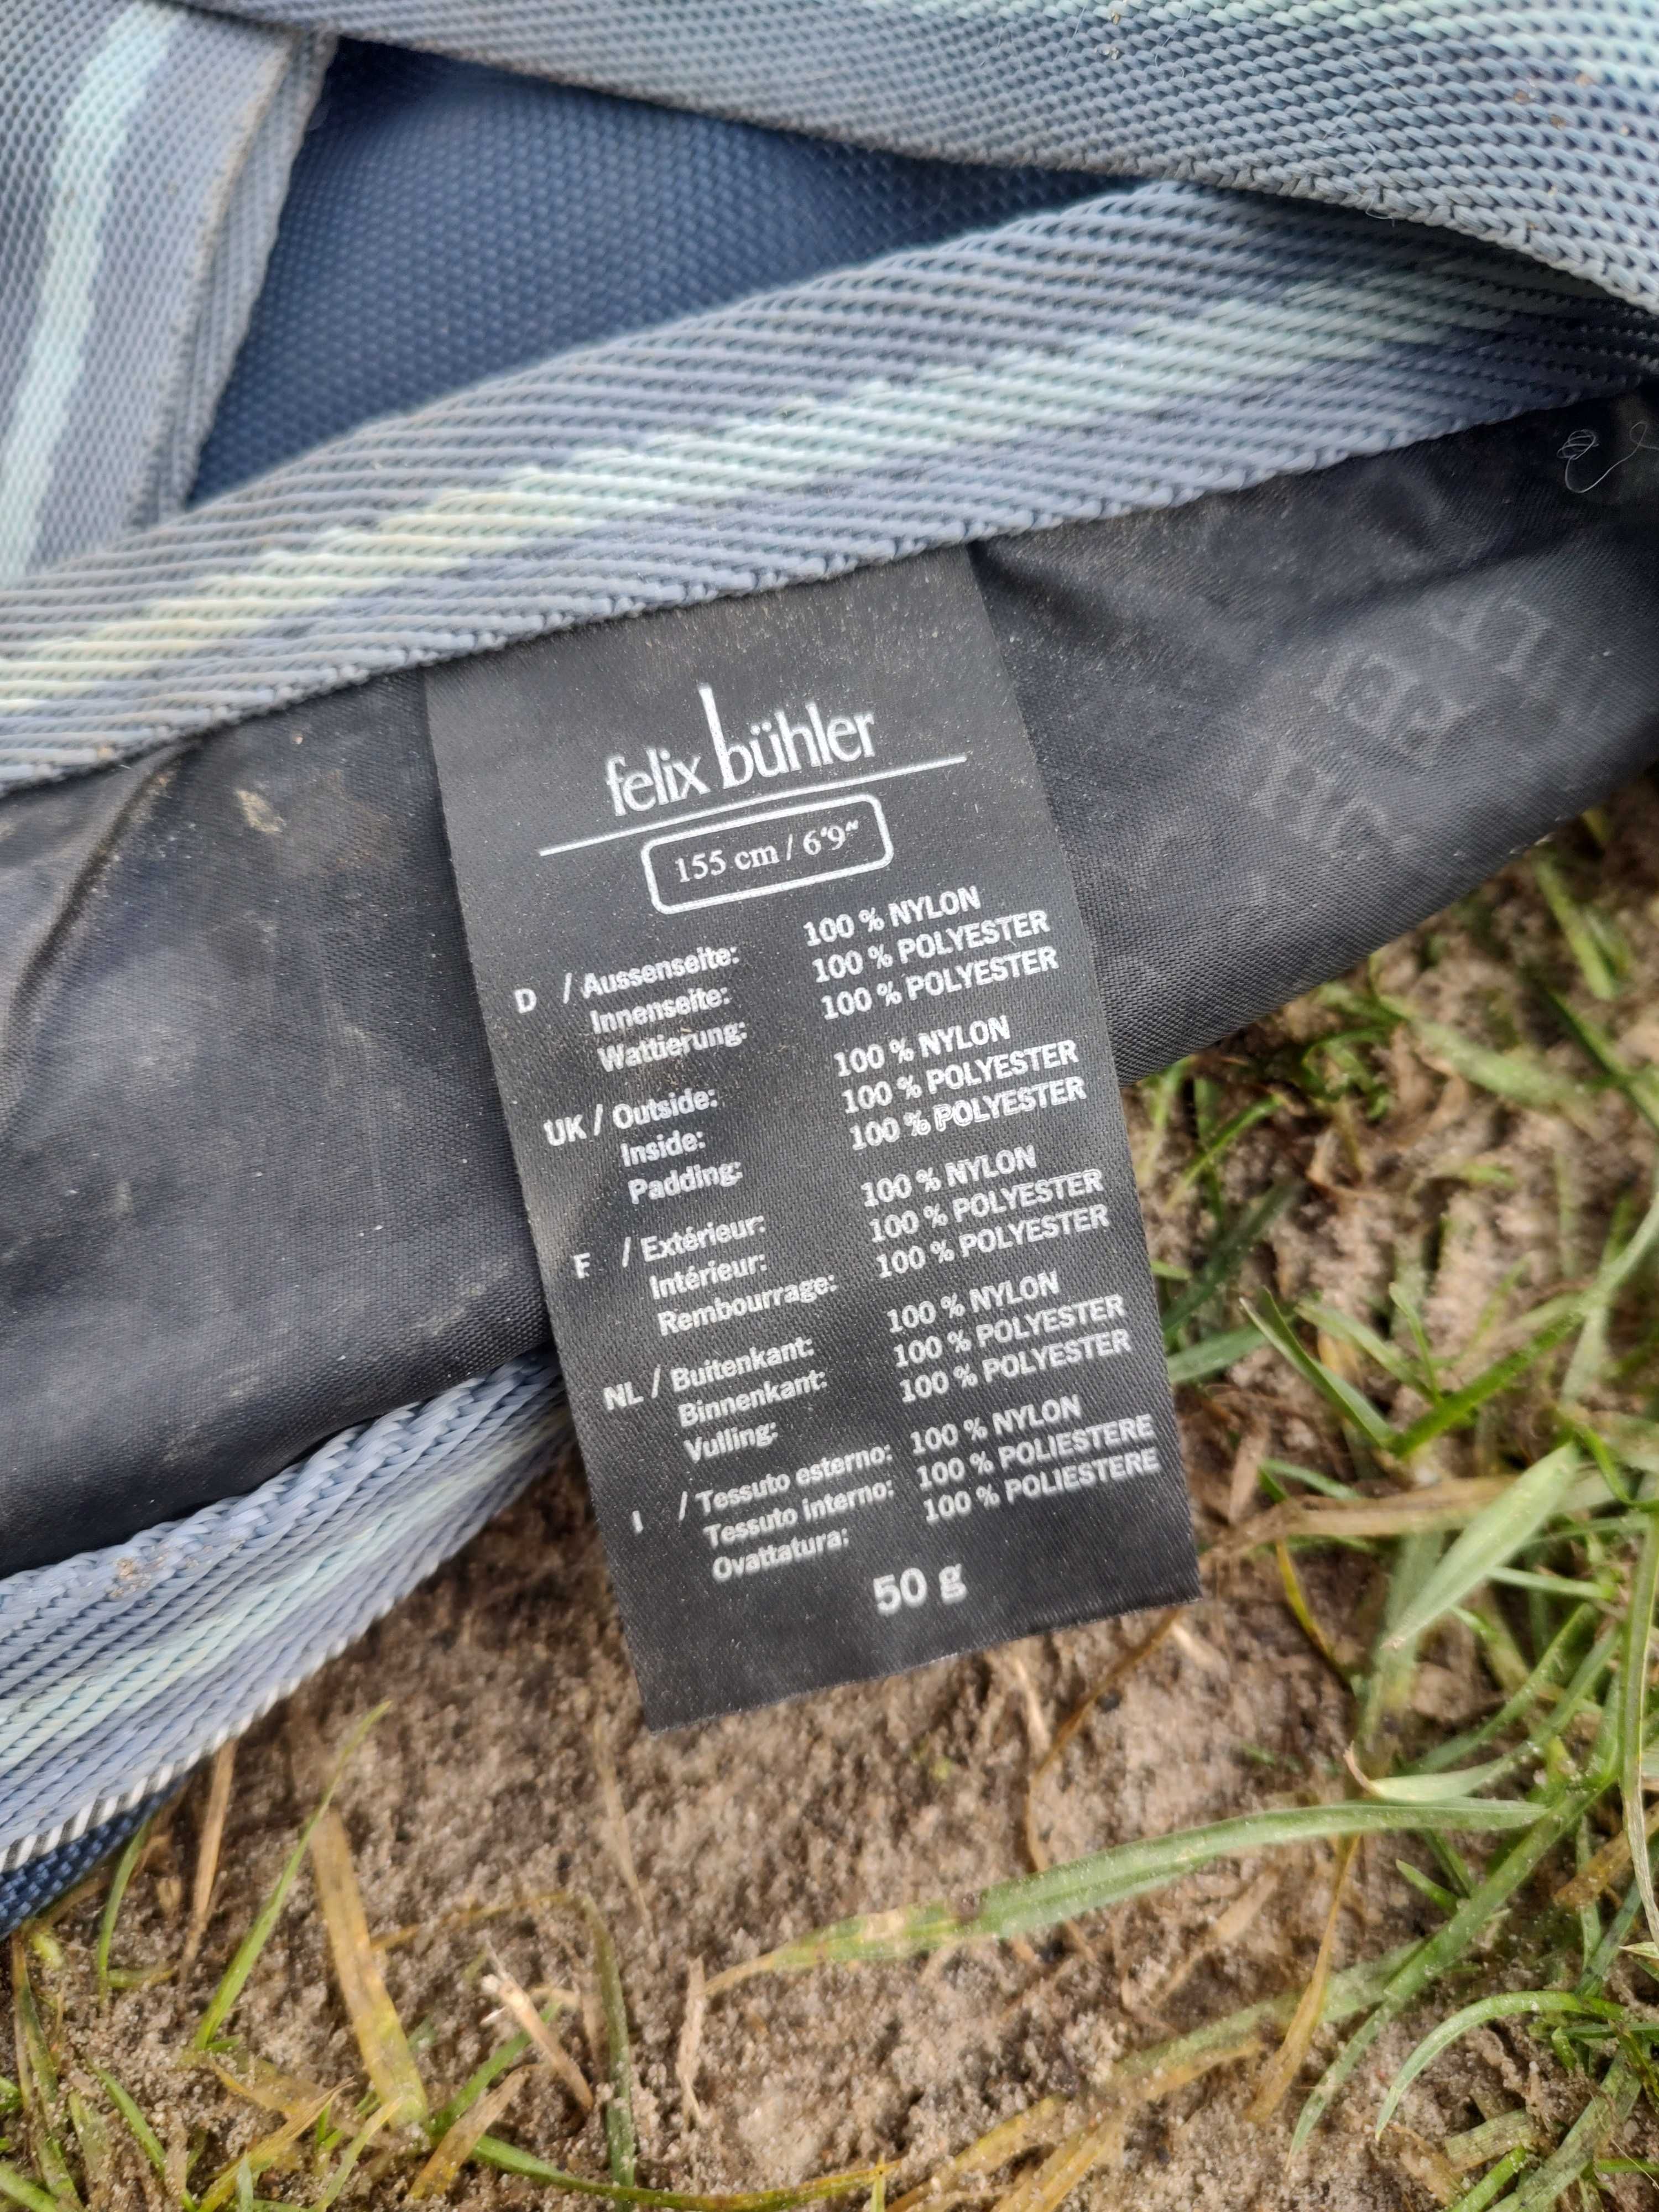 felix bühler
155 cm / 6'9"
D / Aussenseite: 100 % NYLON
Innenseite: 100 % POLYESTER
Wattierung: 100 % POLYESTER
UK / Outside: 100 % NYLON
Inside: 100 % POLYESTER
Padding: 100 % POLYESTER
F / Extérieur: 100 % NYLON
Intérieur: 100 % POLYESTER
Rembourrage: 100 % POLYESTER
NL / Buitenkant: 100 % NYLON
Binnenkant: 100 % POLYESTER
Vulling: 100 % POLYESTER
I / Tessuto esterno: 100 % NYLON
Tessuto interno: 100 % POLIESTERE
Ovattatura: 100 % POLIESTERE
50 g